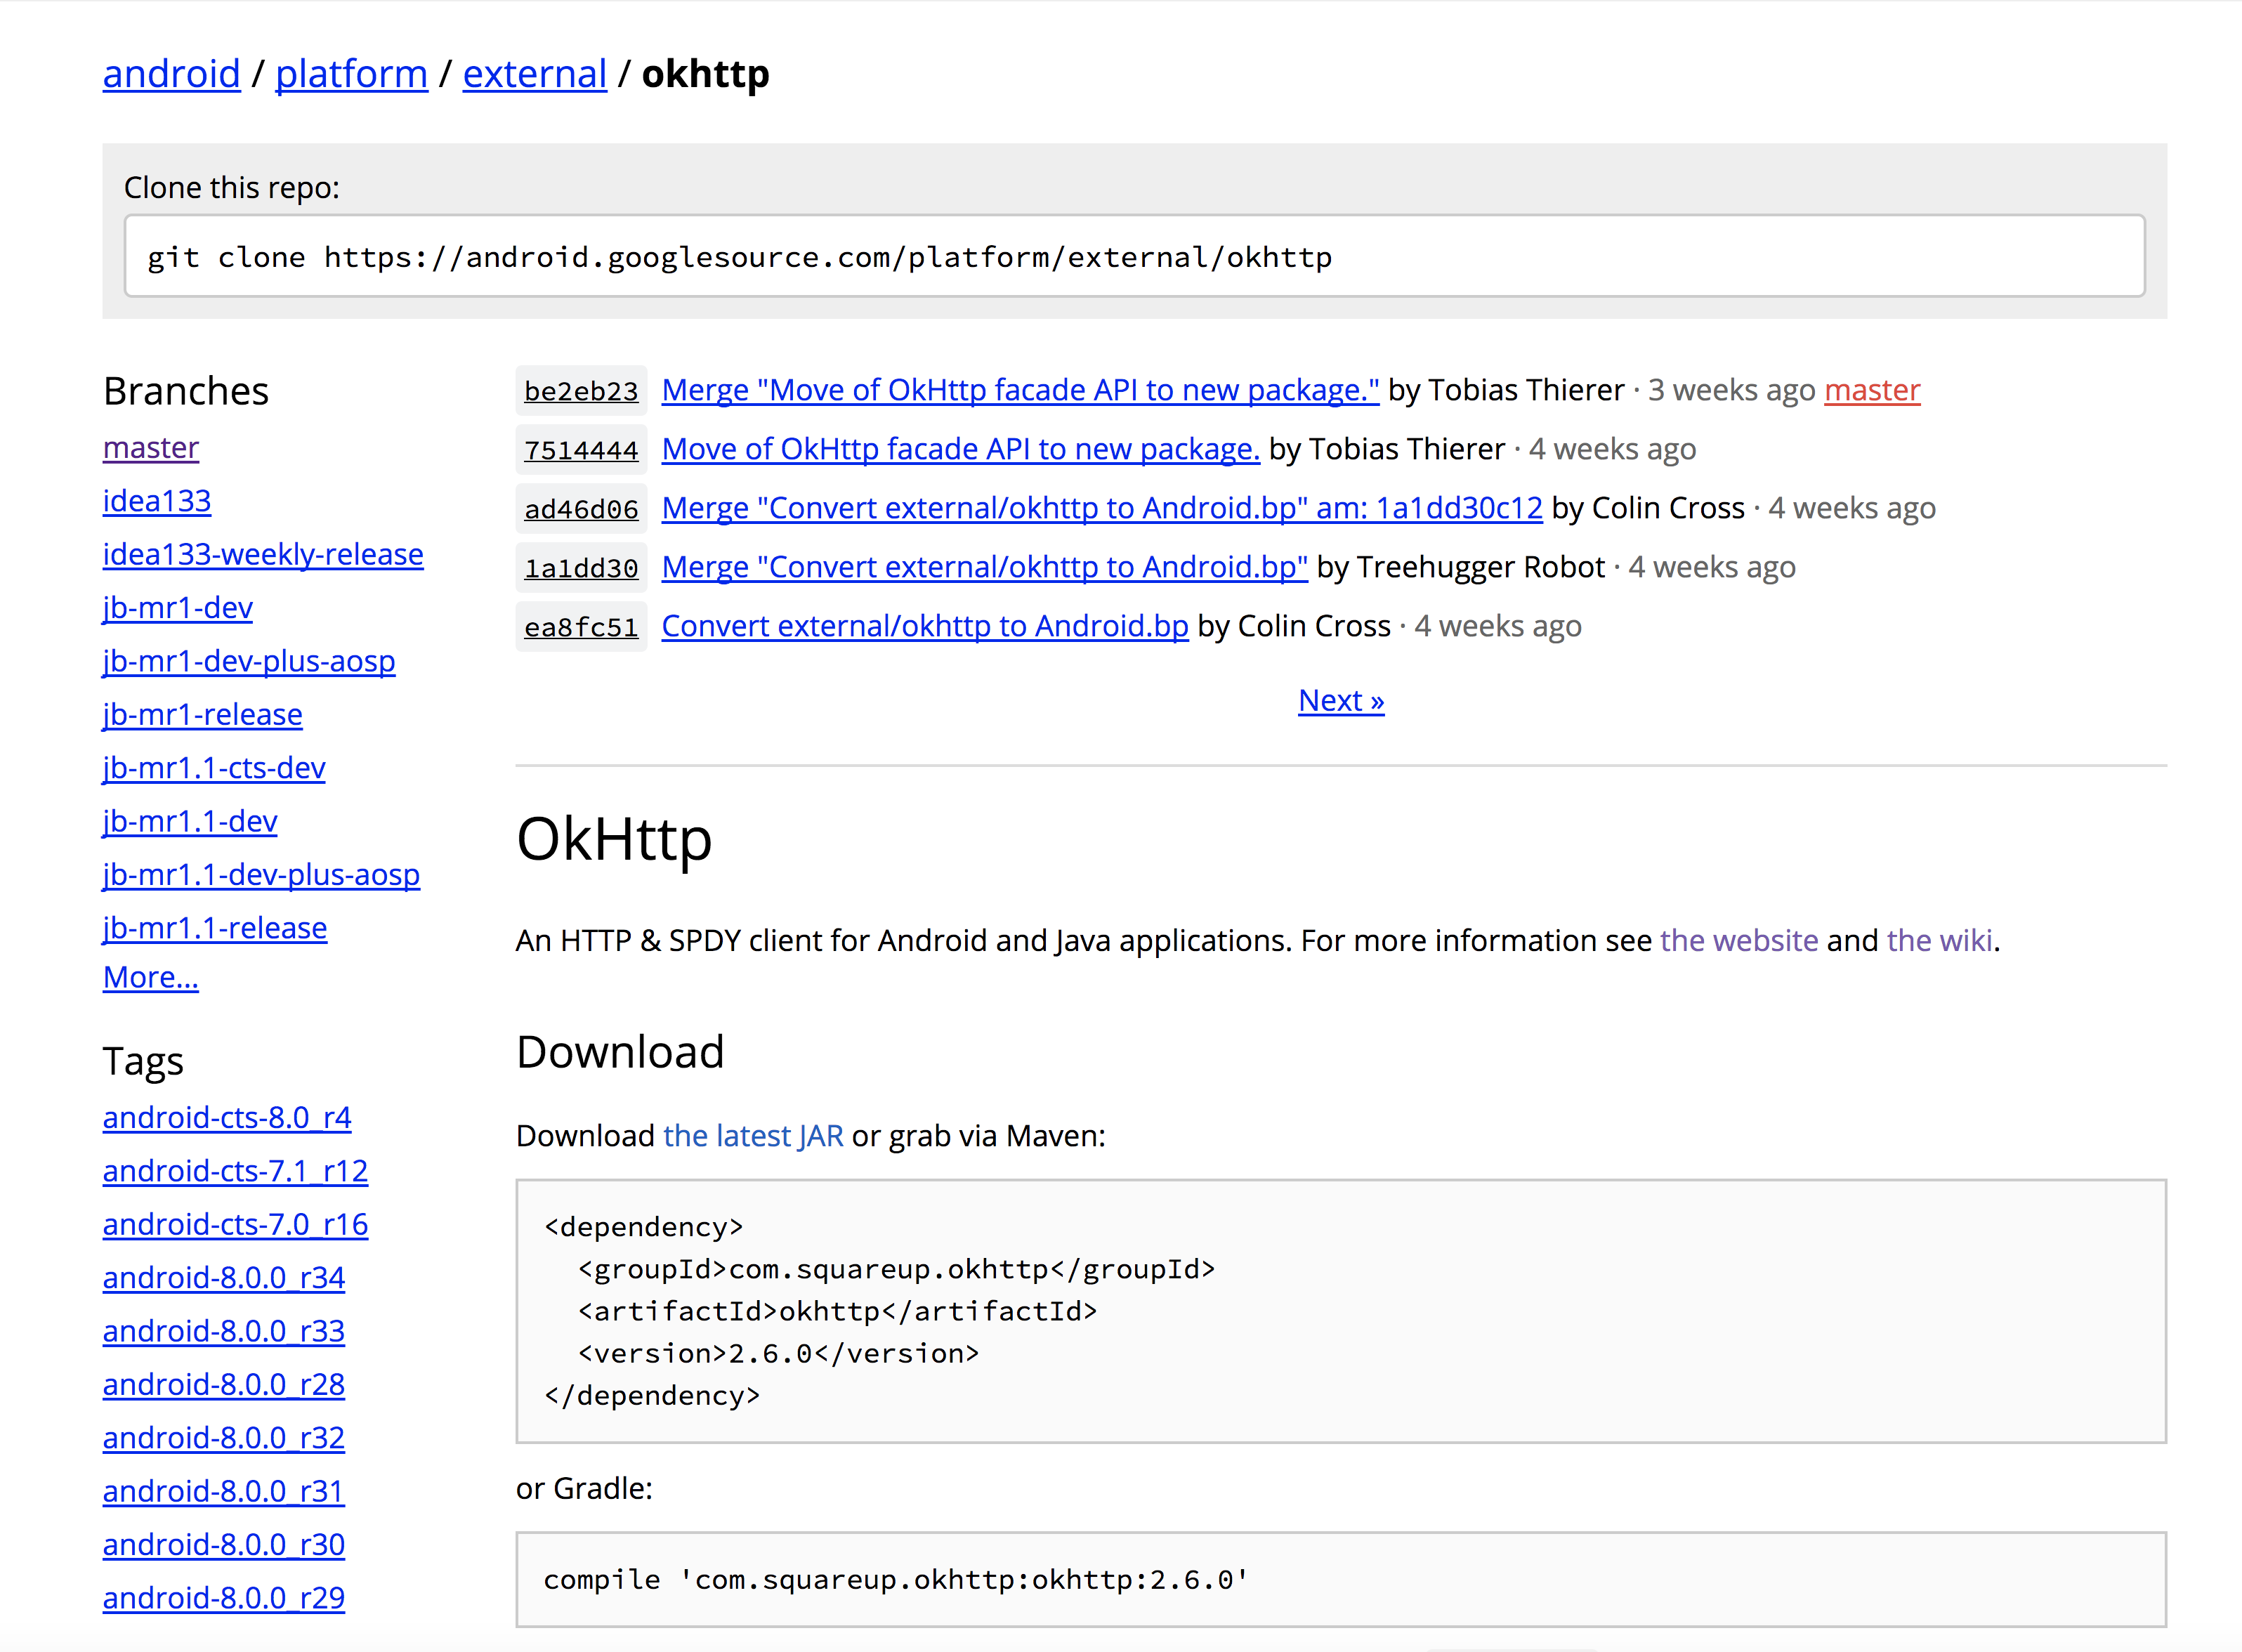 android / platform / external / okhttp
Clone this repo:
git clone https://android.googlesource.com/platform/external/okhttp
Branches
master
idea133
idea133-weekly-release
jb-mr1-dev
jb-mr1-dev-plus-aosp
jb-mr1-release
jb-mr1.1-cts-dev
jb-mr1.1-dev
jb-mr1.1-dev-plus-aosp
jb-mr1.1-release
More...
Tags
android-cts-8.0_r4
android-cts-7.1_r12
android-cts-7.0_r16
android-8.0.0_r34
android-8.0.0_r33
android-8.0.0_r28
android-8.0.0_r32
android-8.0.0_r31
android-8.0.0_r30
android-8.0.0_r29
be2eb23 Merge "Move of OkHttp facade API to new package." by Tobias Thierer · 3 weeks ago master
7514444 Move of OkHttp facade API to new package. by Tobias Thierer · 4 weeks ago
ad46d06 Merge "Convert external/okhttp to Android.bp" am: 1a1dd30c12 by Colin Cross · 4 weeks ago
1a1dd30 Merge "Convert external/okhttp to Android.bp" by Treehugger Robot · 4 weeks ago
ea8fc51 Convert external/okhttp to Android.bp by Colin Cross · 4 weeks ago
Next »
OkHttp
An HTTP & SPDY client for Android and Java applications. For more information see the website and the wiki.
Download
Download the latest JAR or grab via Maven:
<dependency>
  <groupId>com.squareup.okhttp</groupId>
  <artifactId>okhttp</artifactId>
  <version>2.6.0</version>
</dependency>
or Gradle:
compile 'com.squareup.okhttp:okhttp:2.6.0'